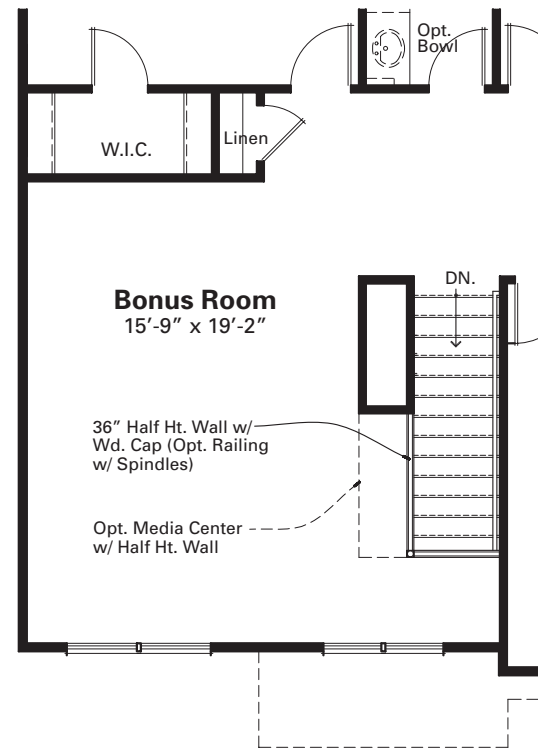 Opt.
Bowl
Linen
W.I.C.
DN.
Bonus Room
15’-9” x 19’-2”
36” Half Ht. Wall w/
Wd. Cap (Opt. Railing
w/ Spindles)
Opt. Media Center
w/ Half Ht. Wall